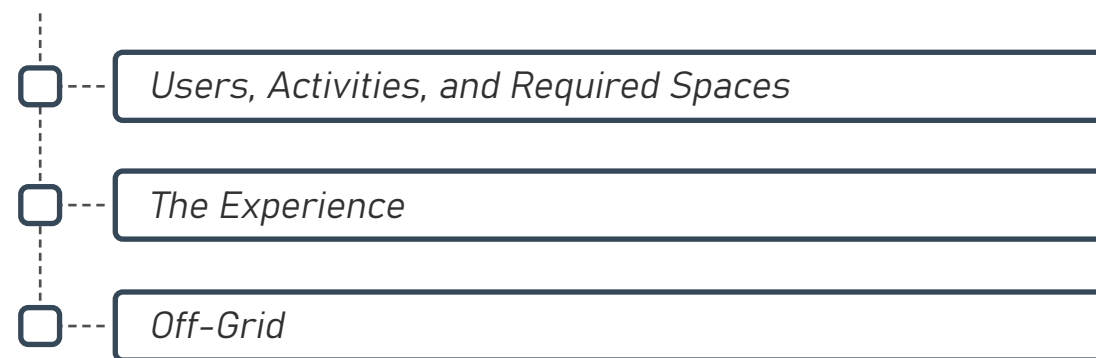 Users, Activities, and Required Spaces
The Experience
Off-Grid